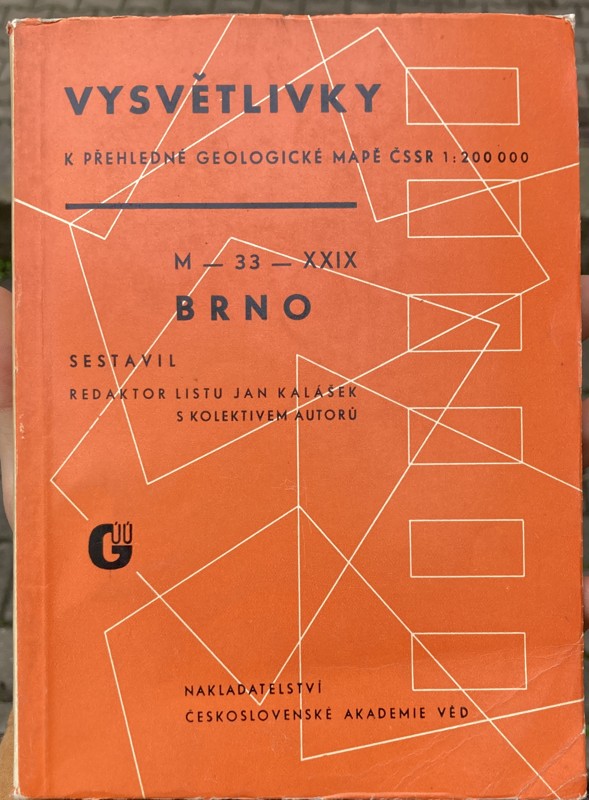 VYSVĚTLIVKY
K PŘEHLEDNÉ GEOLOGICKÉ MAPĚ ČSSR 1:200 000
M — 33 — XXIX
BRNO
SESTAVIL
REDAKTOR LISTU JAN KALÁŠEK
S KOLEKTIVEM AUTORŮ
GÚÚ
NAKLADATELSTVÍ
ČESKOSLOVENSKÉ AKADEMIE VĚD